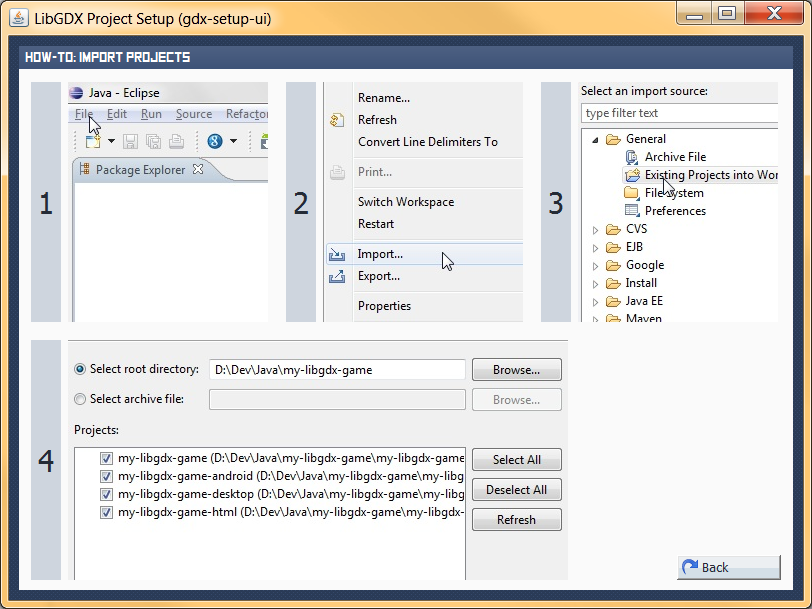 LibGDX Project Setup (gdx-setup-ui)
HOW-TO: IMPORT PROJECTS
1
Java - Eclipse
File Edit Run Source Refactor
Package Explorer
2
Rename...
Refresh
Convert Line Delimiters To
Print...
Switch Workspace
Restart
Import...
Export...
Properties
3
Select an import source:
type filter text
General
Archive File
Existing Projects into Wor
File System
Preferences
CVS
EJB
Google
Install
Java EE
Maven
4
Select root directory: D:\Dev\Java\my-libgdx-game Browse...
Select archive file: Browse...
Projects:
my-libgdx-game (D:\Dev\Java\my-libgdx-game\my-libgdx-game
my-libgdx-game-android (D:\Dev\Java\my-libgdx-game\my-libg
my-libgdx-game-desktop (D:\Dev\Java\my-libgdx-game\my-libg
my-libgdx-game-html (D:\Dev\Java\my-libgdx-game\my-libgdx-
Select All
Deselect All
Refresh
Back